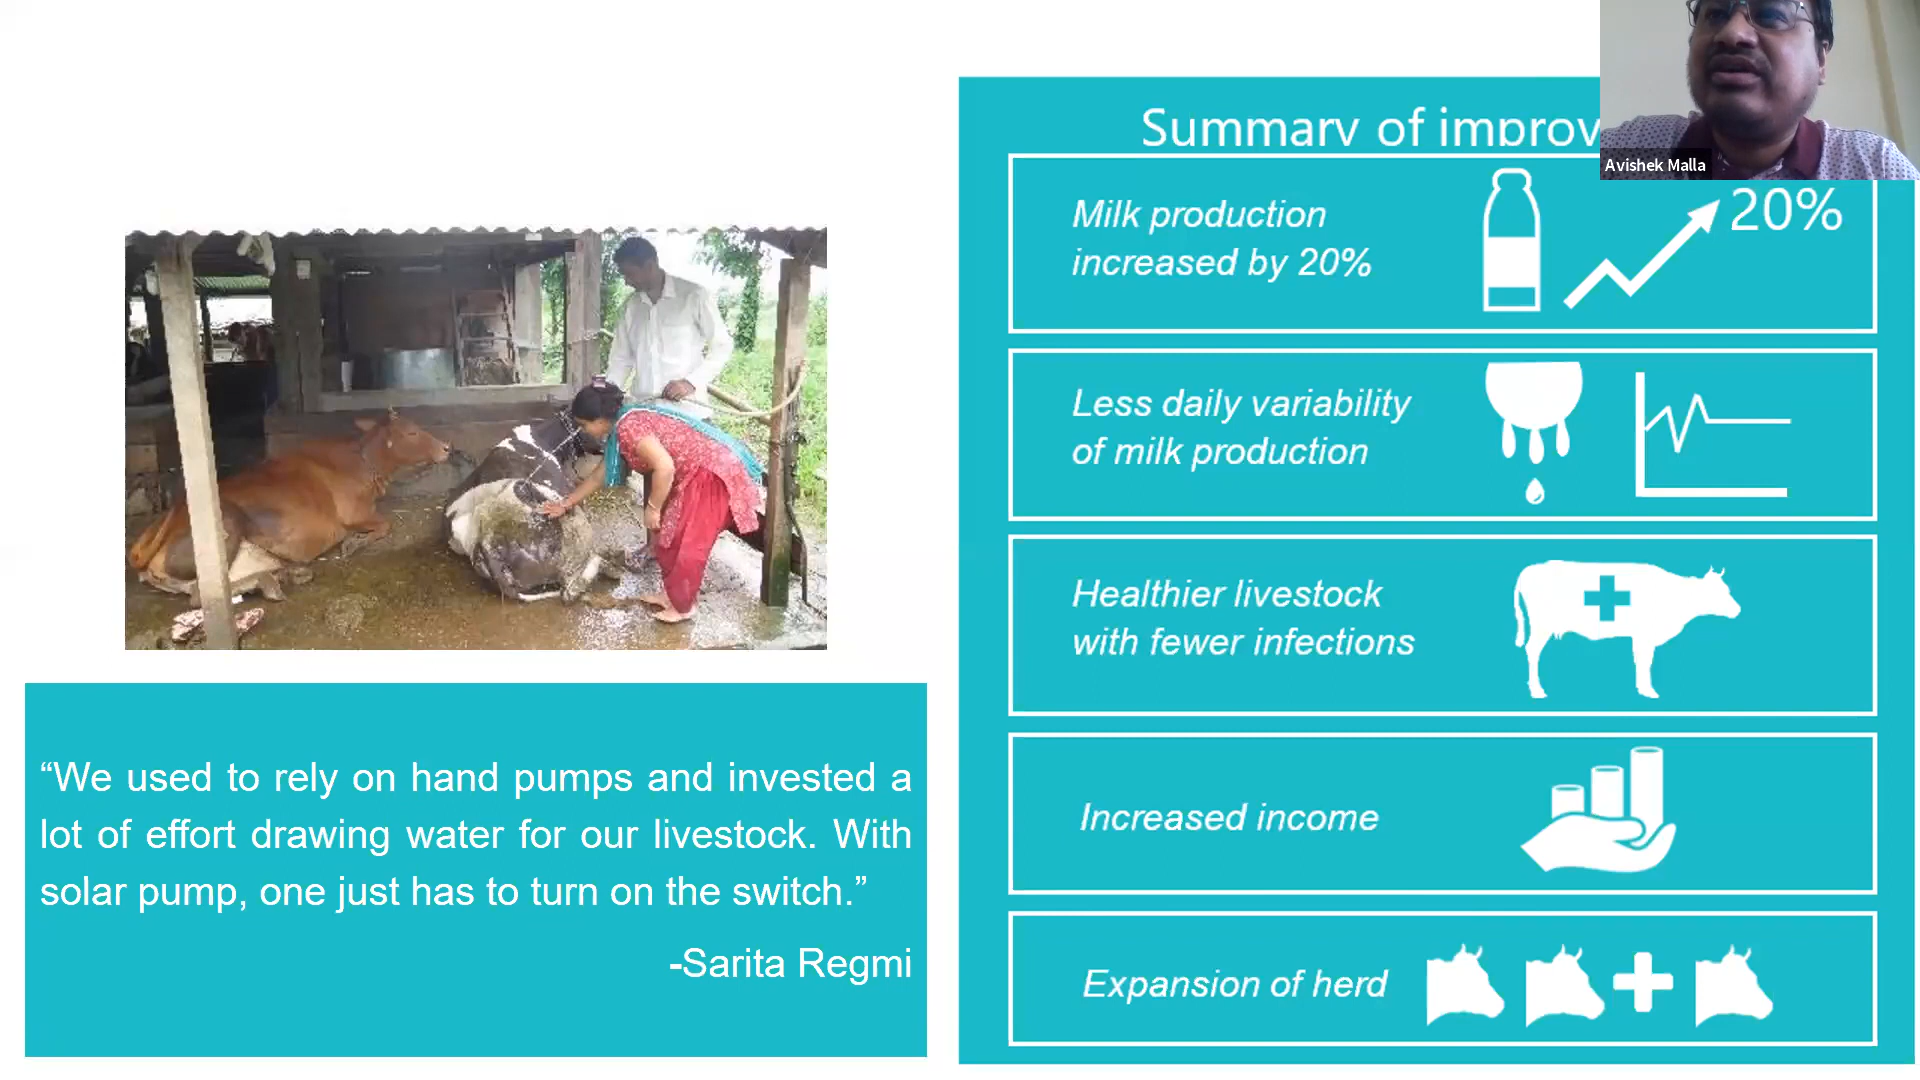 Summary of improv
Avishek Malla
Milk production
increased by 20%
20%
Less daily variability
of milk production
Healthier livestock
with fewer infections
Increased income
Expansion of herd
“We used to rely on hand pumps and invested a
lot of effort drawing water for our livestock. With
solar pump, one just has to turn on the switch.”
-Sarita Regmi